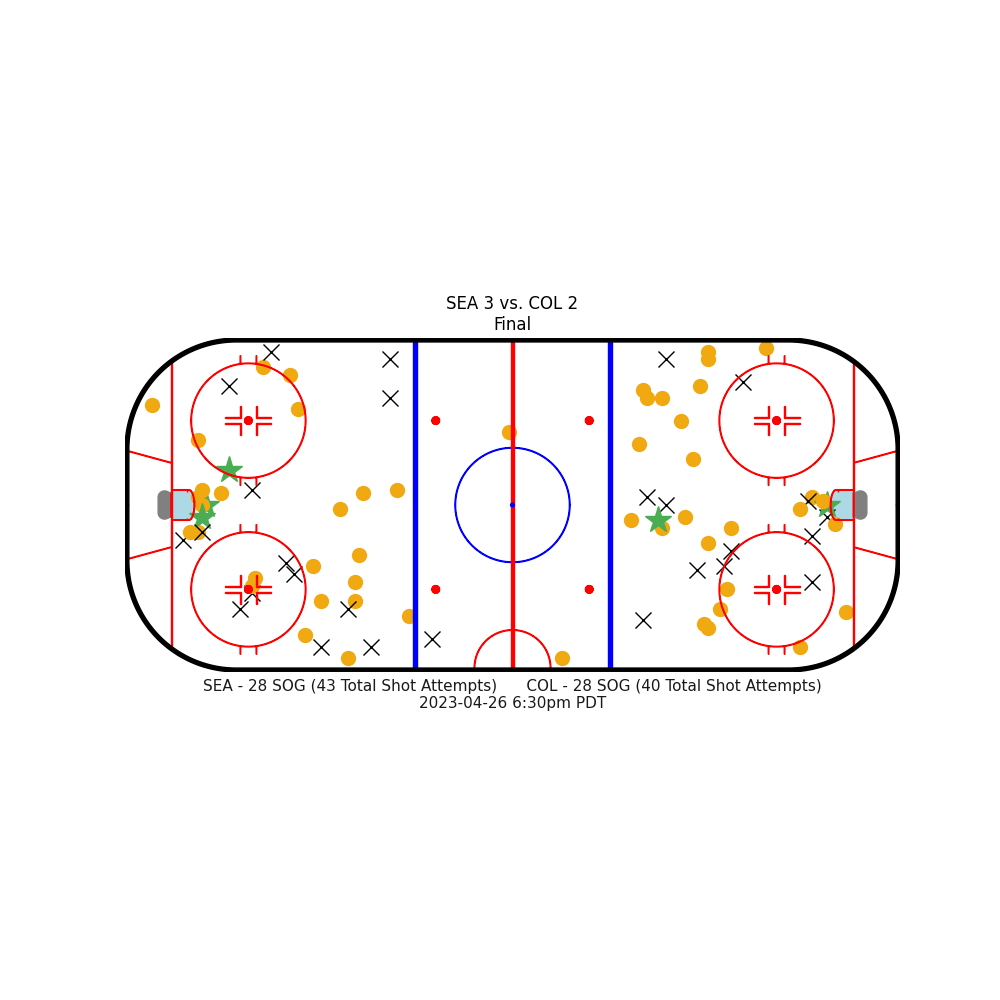 SEA 3 vs. COL 2
Final
SEA - 28 SOG (43 Total Shot Attempts) COL - 28 SOG (40 Total Shot Attempts)
2023-04-26 6:30pm PDT